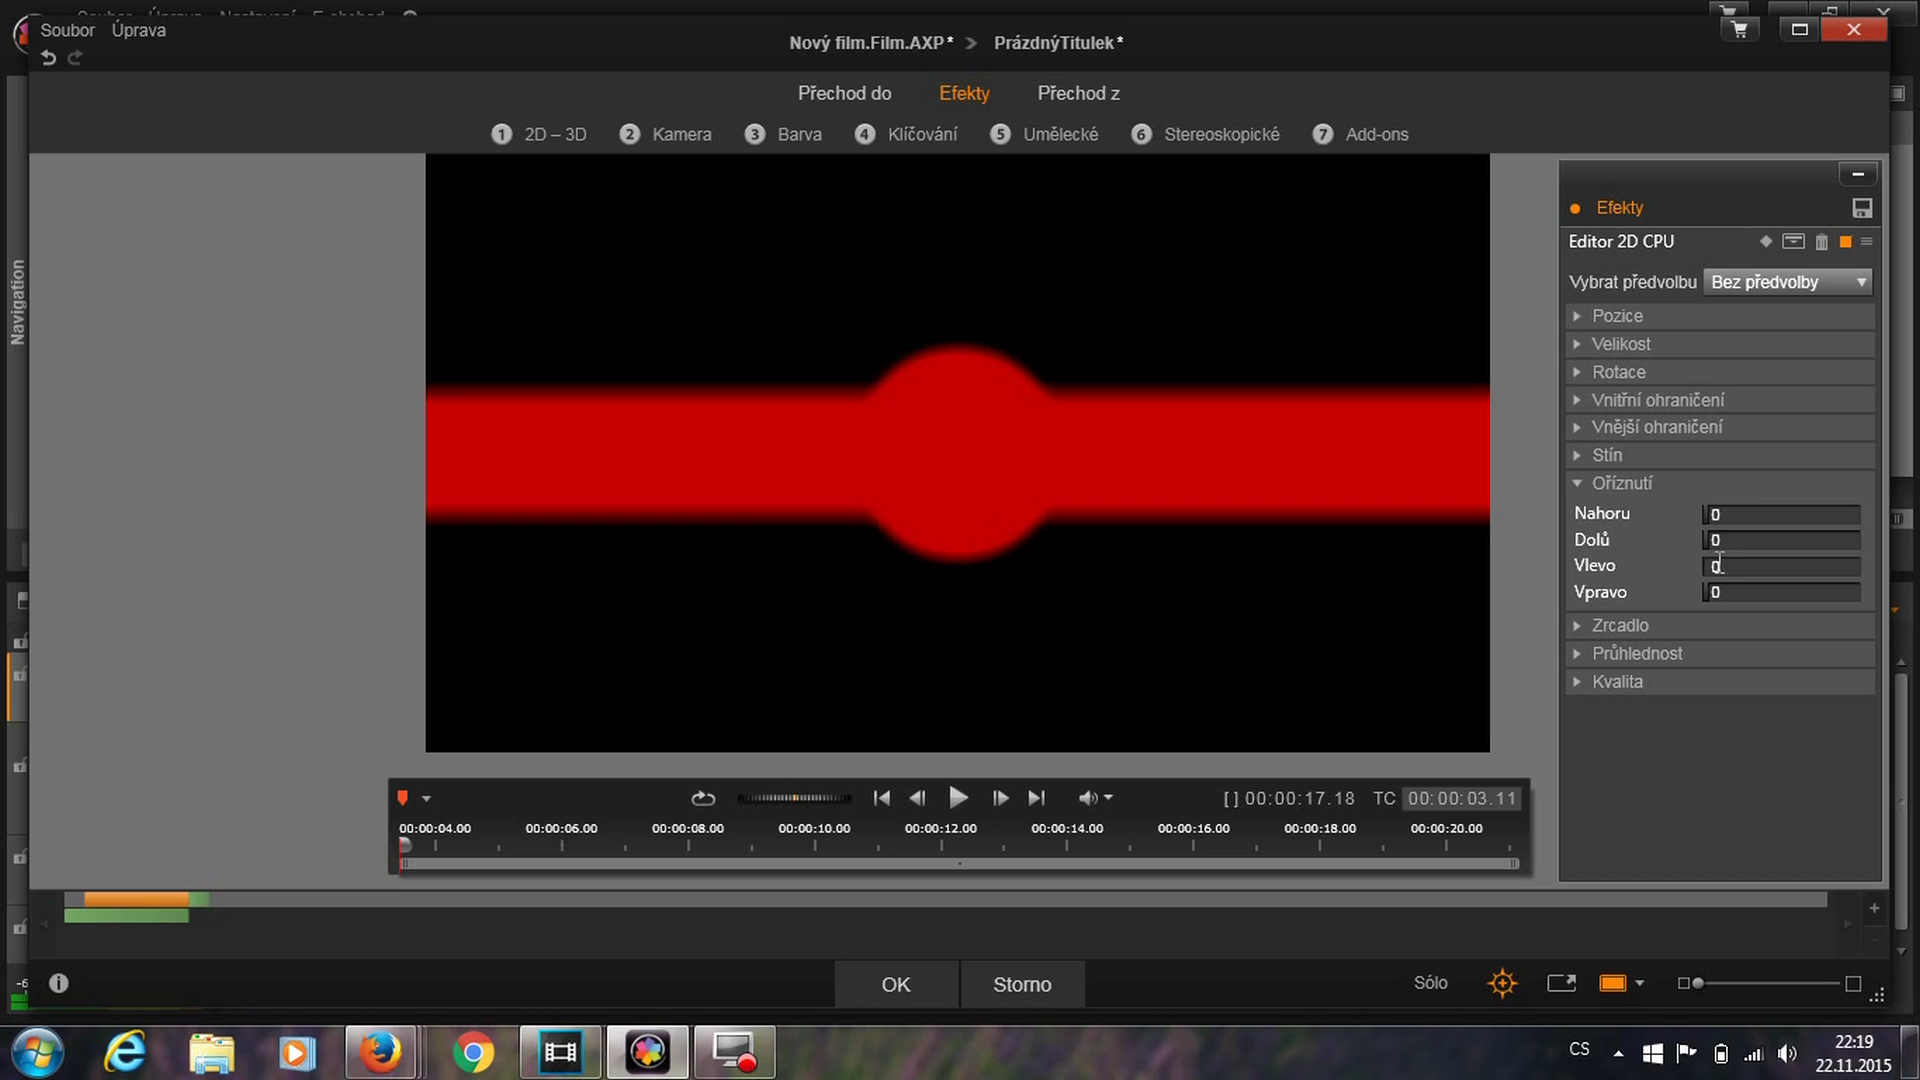 Soubor Úprava Nastavení E-obchod
Soubor Úprava
Nový film.Film.AXP* > PrázdnýTitulek*
Přechod do Efekty Přechod z
1 2D – 3D 2 Kamera 3 Barva 4 Klíčování 5 Umělecké 6 Stereoskopické 7 Add-ons
Navigation
Efekty
Editor 2D CPU
Vybrat předvolbu Bez předvolby
Pozice
Velikost
Rotace
Vnitřní ohraničení
Vnější ohraničení
Stín
Oříznutí
Nahoru 0
Dolů 0
Vlevo 0
Vpravo 0
Zrcadlo
Průhlednost
Kvalita
[ ] 00:00:17.18 TC 00:00:03.11
00:00:04.00 00:00:06.00 00:00:08.00 00:00:10.00 00:00:12.00 00:00:14.00 00:00:16.00 00:00:18.00 00:00:20.00
-6
OK Storno
Sólo
CS
22:19
22.11.2015